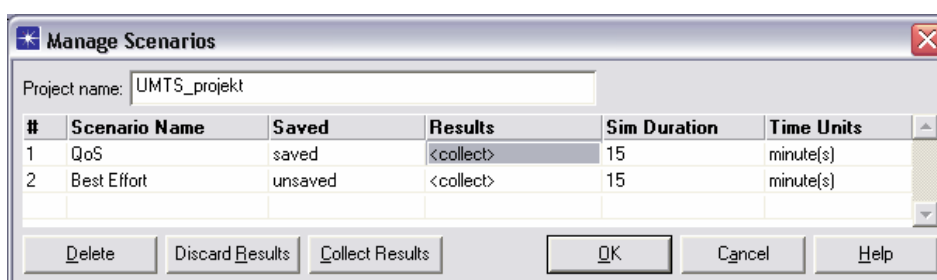 Manage Scenarios
Project name: UMTS_projekt
# Scenario Name Saved Results Sim Duration Time Units
1 QoS saved <collect> 15 minute(s)
2 Best Effort unsaved <collect> 15 minute(s)
Delete Discard Results Collect Results OK Cancel Help